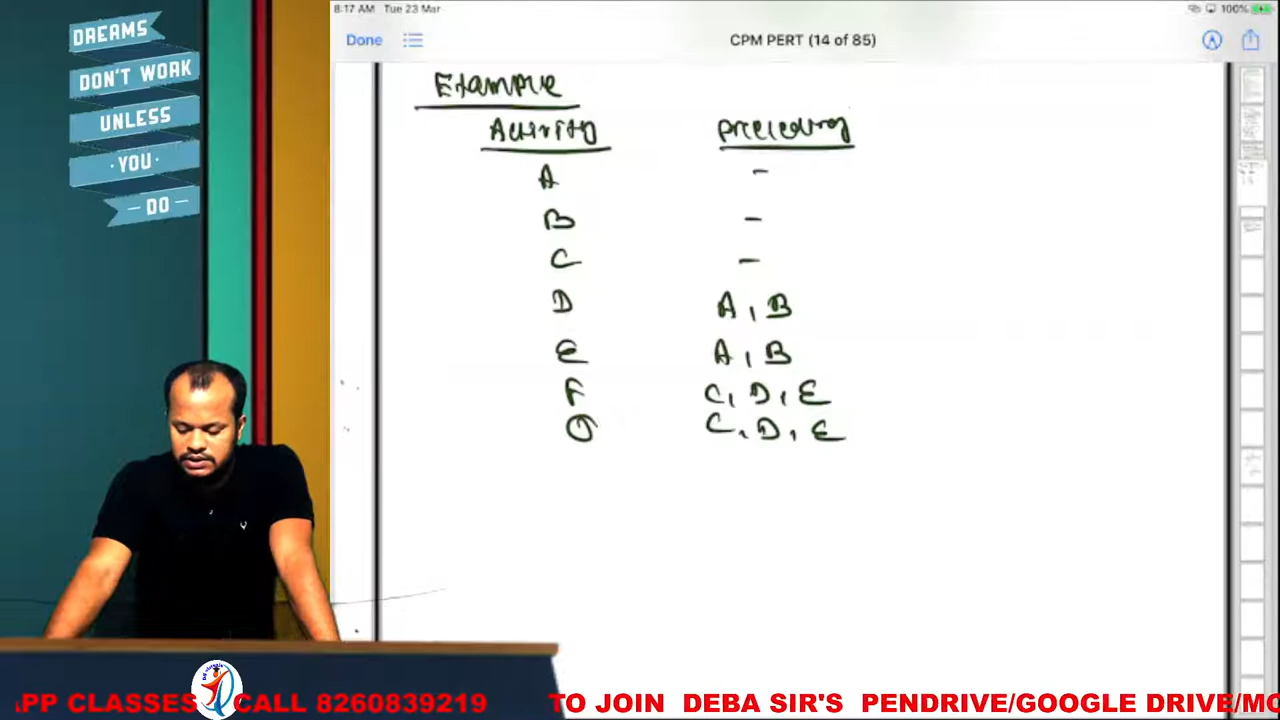 8:17 AM Tue 23 Mar
100%
Done
CPM PERT (14 of 85)
DREAMS
DON'T WORK
UNLESS
·YOU·
- DO -
Example
Activity Preceding
A -
B -
C -
D A, B
E A, B
F C, D, E
G C, D, E
APP CLASSES CALL 8260839219 TO JOIN DEBA SIR'S PENDRIVE/GOOGLE DRIVE/MO